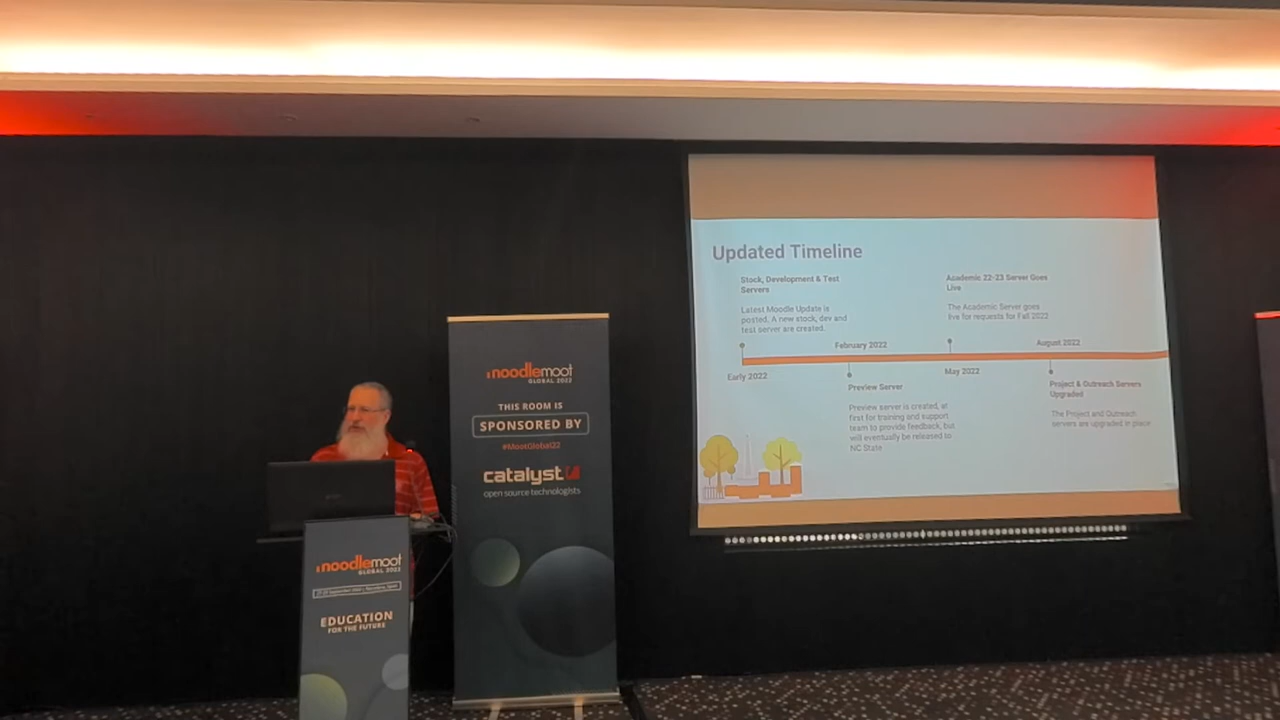 Updated Timeline
Stock, Development & Test
Servers
Latest Moodle Update is
posted. A new stock, dev and
test server are created.
Academic 22-23 Server Goes
Live
The Academic Server goes
live for requests for Fall 2022
February 2022
August 2022
Early 2022
May 2022
Preview Server
Preview server is created, at
first for training and support
team to provide feedback, but
will eventually be released to
NC State
Project & Outreach Servers
Upgraded
The Project and Outreach
servers are upgraded in place
moodlemoot
GLOBAL 2022
THIS ROOM IS
SPONSORED BY
#MootGlobal22
catalyst
open source technologists
moodlemoot
GLOBAL 2022
EDUCATION
FOR THE FUTURE